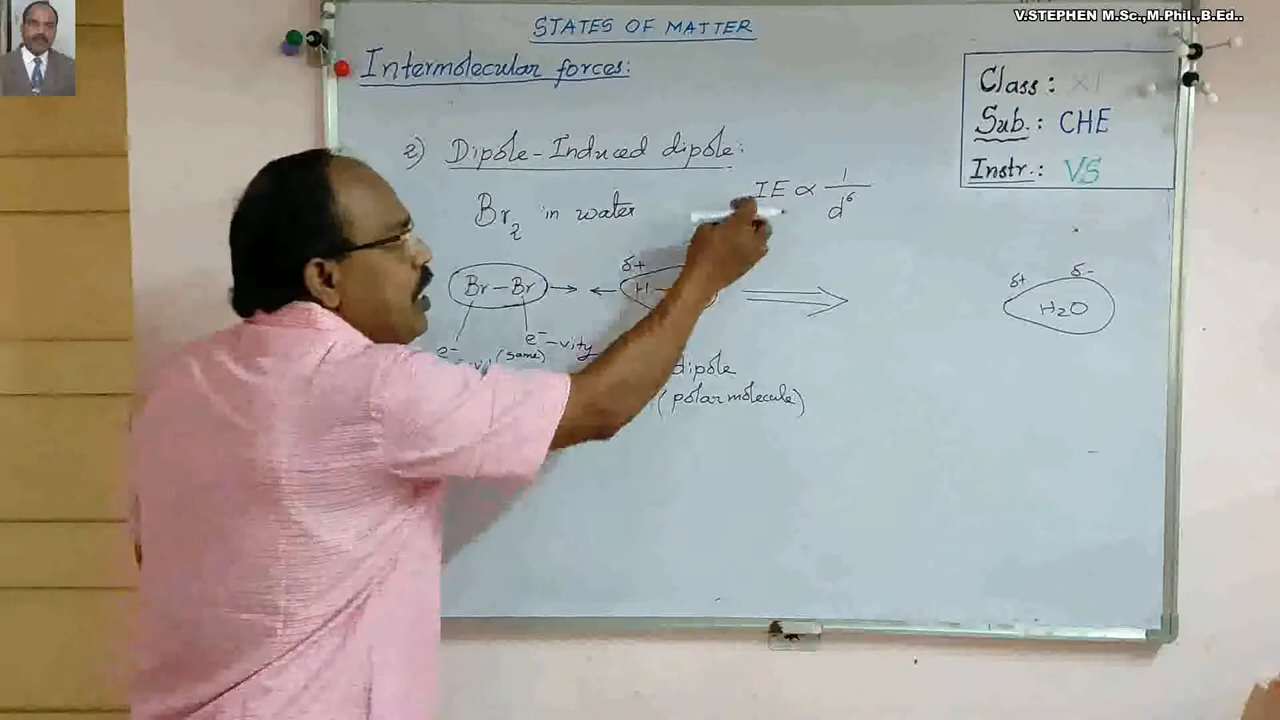 V.STEPHEN M.Sc.,M.Phil.,B.Ed..
STATES OF MATTER
Intermolecular forces:
Class: XI
Sub.: CHE
Instr.: VS
2) Dipole-Induced dipole:
IE ∝ 1/d⁶
Br₂ in water
Br-Br
δ+
H-
δ+ δ-
H₂O
e⁻
e⁻-vity
(same)
dipole
(polar molecule)